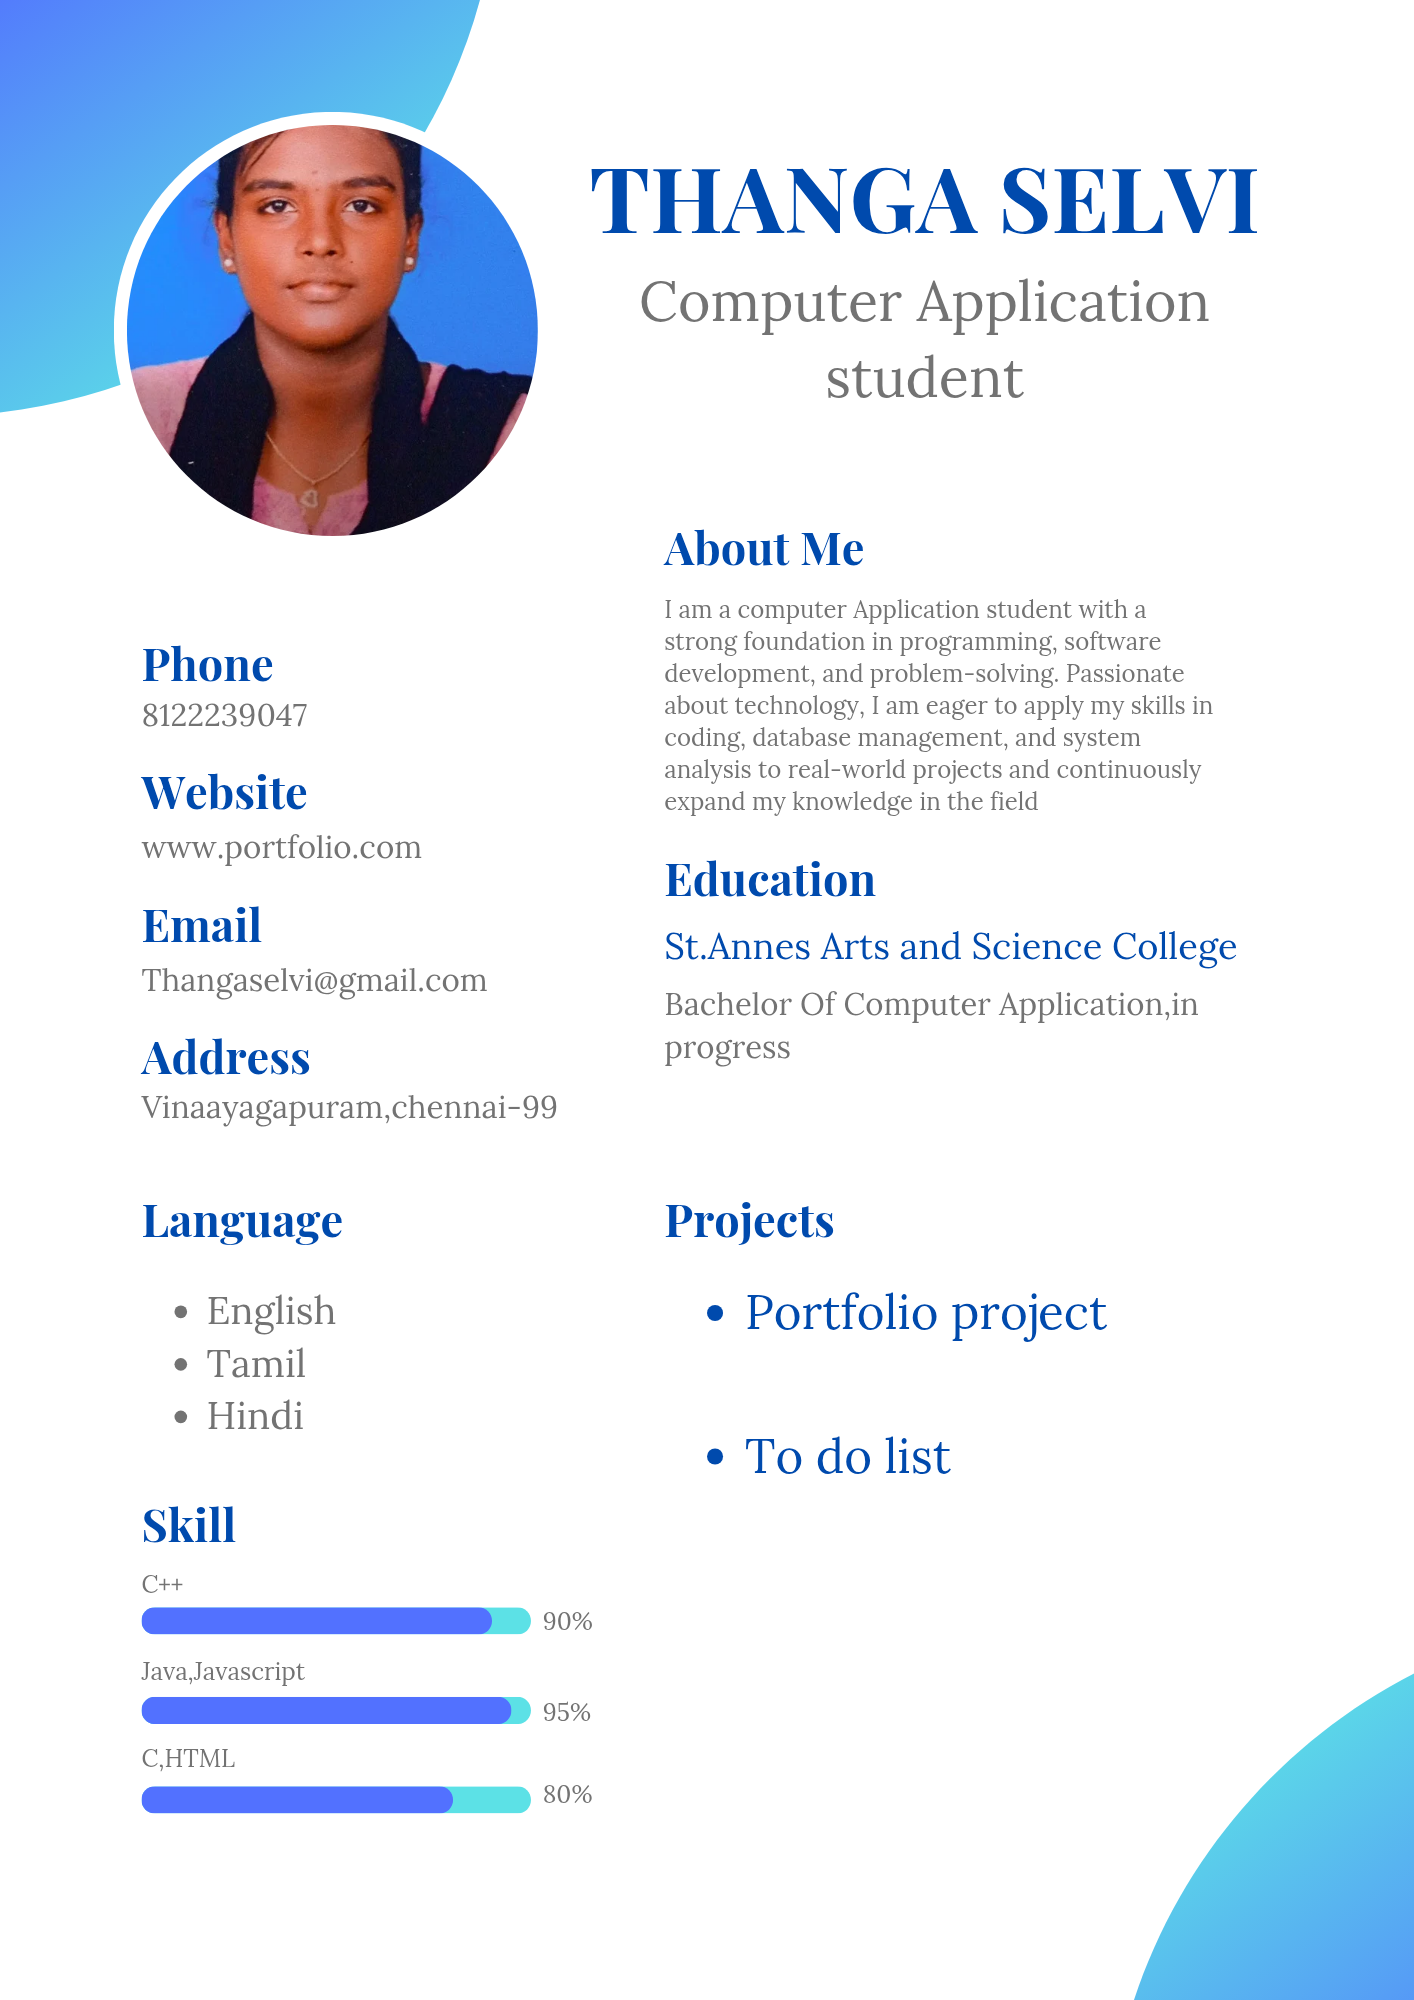 THANGA SELVI
Computer Application
student
Phone
8122239047
Website
www.portfolio.com
Email
Thangaselvi@gmail.com
Address
Vinaayagapuram,chennai-99
Language
• English
• Tamil
• Hindi
Skill
C++
90%
Java,Javascript
95%
C,HTML
80%
About Me
I am a computer Application student with a
strong foundation in programming, software
development, and problem-solving. Passionate
about technology, I am eager to apply my skills in
coding, database management, and system
analysis to real-world projects and continuously
expand my knowledge in the field
Education
St.Annes Arts and Science College
Bachelor Of Computer Application,in
progress
Projects
• Portfolio project
• To do list